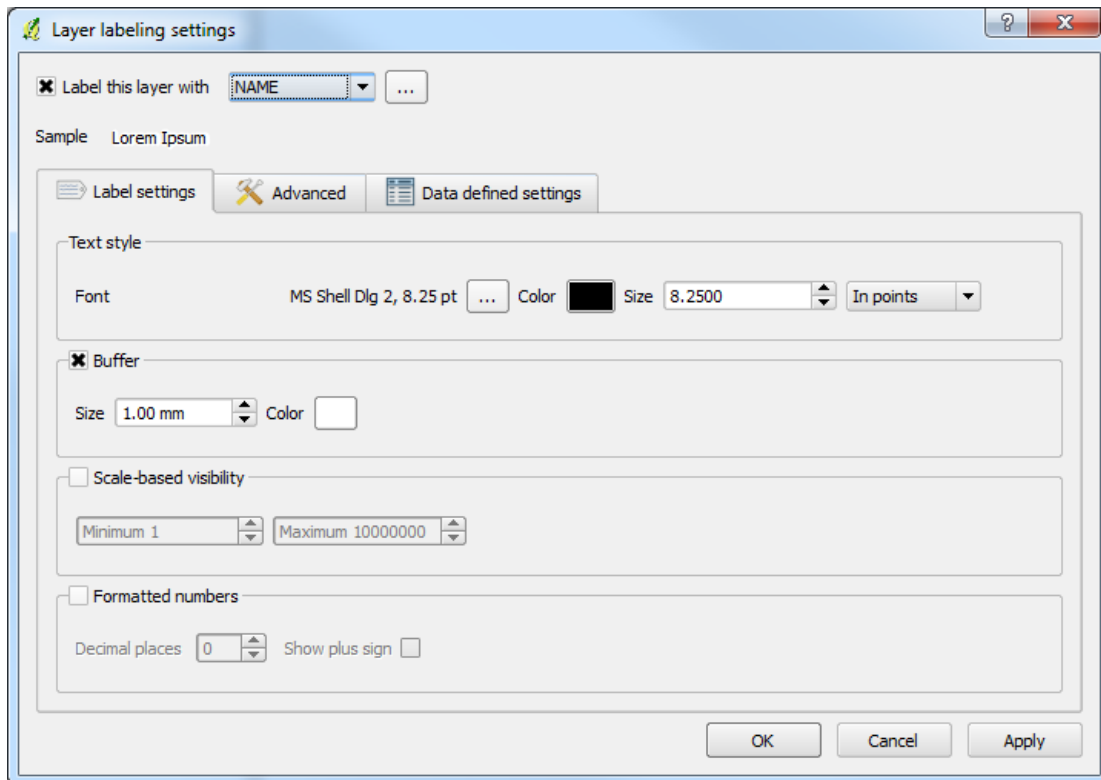 Layer labeling settings
Label this layer with NAME ...
Sample Lorem Ipsum
Label settings Advanced Data defined settings
Text style
Font MS Shell Dlg 2, 8.25 pt ... Color Size 8.2500 In points
Buffer
Size 1.00 mm Color
Scale-based visibility
Minimum 1 Maximum 10000000
Formatted numbers
Decimal places 0 Show plus sign
OK Cancel Apply